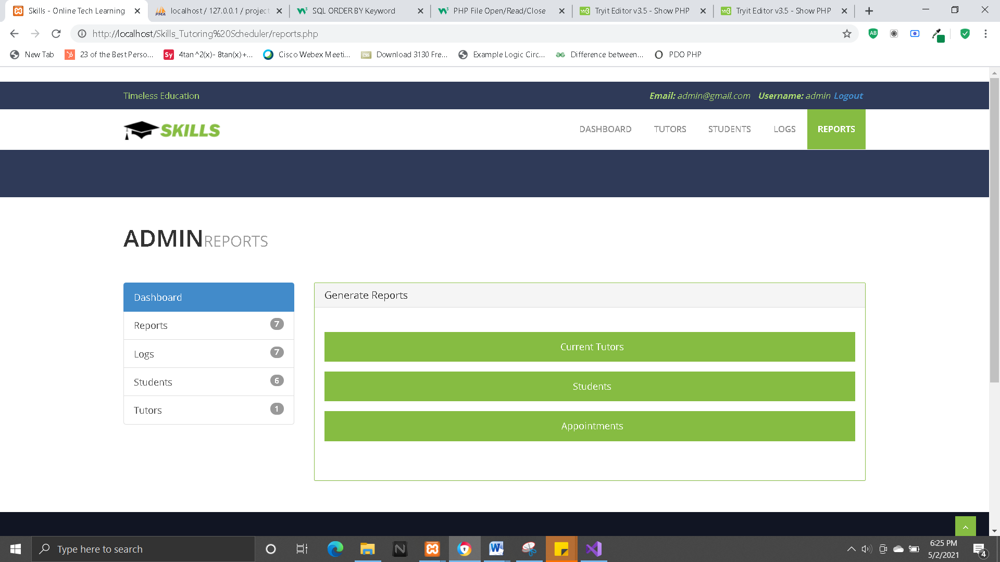 Skills - Online Tech Learning
localhost / 127.0.0.1 / project
SQL ORDER BY Keyword
PHP File Open/Read/Close
Tryit Editor v3.5 - Show PHP
Tryit Editor v3.5 - Show PHP
http://localhost/Skills_Tutoring%20Scheduler/reports.php
New Tab
23 of the Best Perso...
Sy
4tan^2(x)- 8tan(x)+...
Cisco Webex Meeti...
CSS
Download 3130 Fre...
Example Logic Circ...
Difference between...
PDO PHP
Timeless Education
Email: admin@gmail.com Username: admin Logout
SKILLS
DASHBOARD
TUTORS
STUDENTS
LOGS
REPORTS
ADMINREPORTS
Dashboard
Reports 7
Logs 7
Students 6
Tutors 1
Generate Reports
Current Tutors
Students
Appointments
Type here to search
6:25 PM
5/2/2021
4